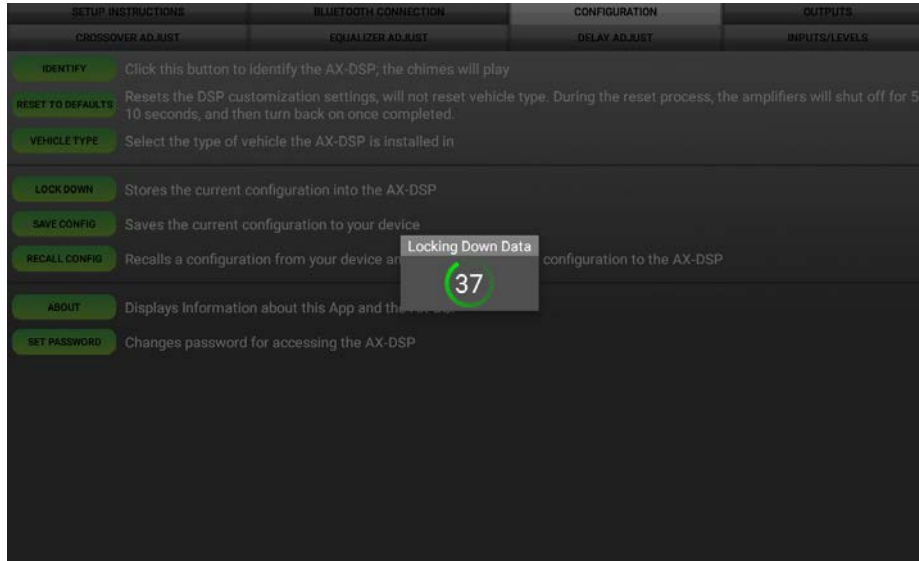 SETUP INSTRUCTIONS
BLUETOOTH CONNECTION
CONFIGURATION
OUTPUTS
CROSSOVER ADJUST
EQUALIZER ADJUST
DELAY ADJUST
INPUTS/LEVELS
IDENTIFY
Click this button to identify the AX-DSP; the chimes will play
RESET TO DEFAULTS
Resets the DSP customization settings, will not reset vehicle type. During the reset process, the amplifiers will shut off for 5
10 seconds, and then turn back on once completed.
VEHICLE TYPE
Select the type of vehicle the AX-DSP is installed in
LOCK DOWN
Stores the current configuration into the AX-DSP
SAVE CONFIG
Saves the current configuration to your device
Locking Down Data
37
RECALL CONFIG
Recalls a configuration from your device an configuration to the AX-DSP
ABOUT
Displays Information about this App and th
SET PASSWORD
Changes password for accessing the AX-DSP